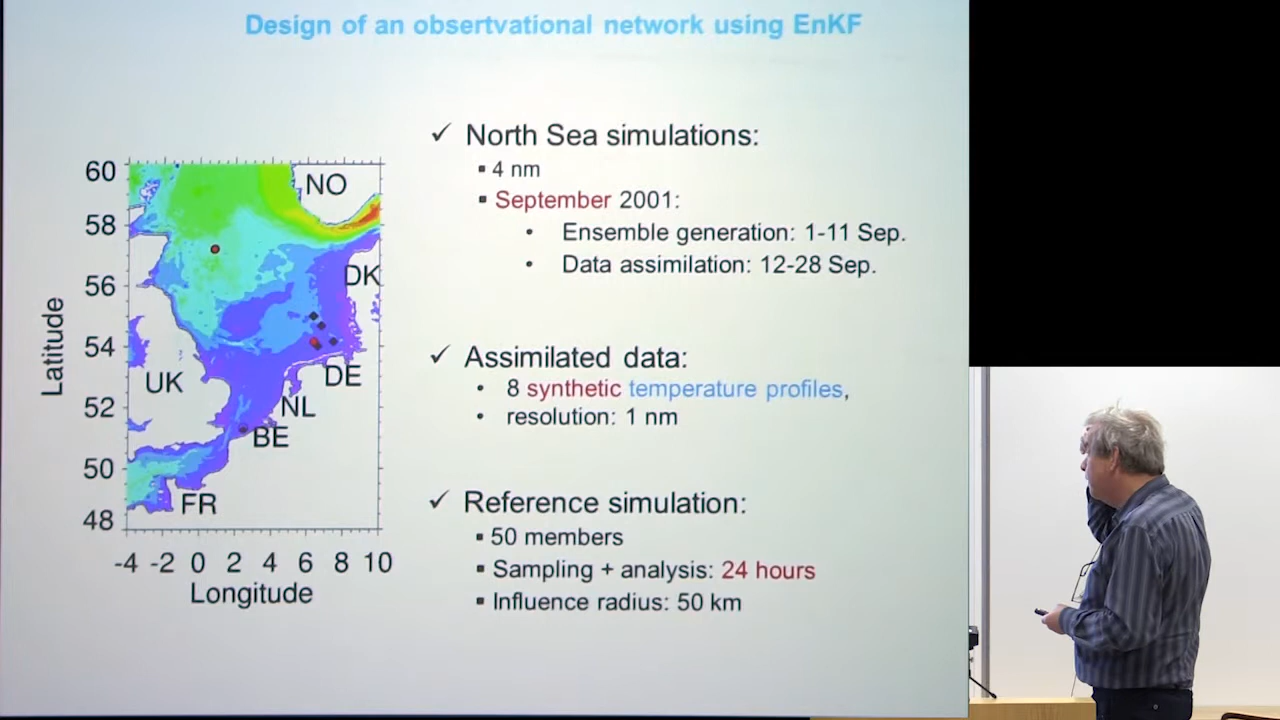 Design of an obsertvational network using EnKF
✓ North Sea simulations:
▪ 4 nm
▪ September 2001:
• Ensemble generation: 1-11 Sep.
• Data assimilation: 12-28 Sep.
✓ Assimilated data:
• 8 synthetic temperature profiles,
• resolution: 1 nm
✓ Reference simulation:
▪ 50 members
▪ Sampling + analysis: 24 hours
▪ Influence radius: 50 km
Latitude
60
58
56
54
52
50
48
NO
DK
UK
DE
NL
BE
FR
-4 -2 0 2 4 6 8 10
Longitude